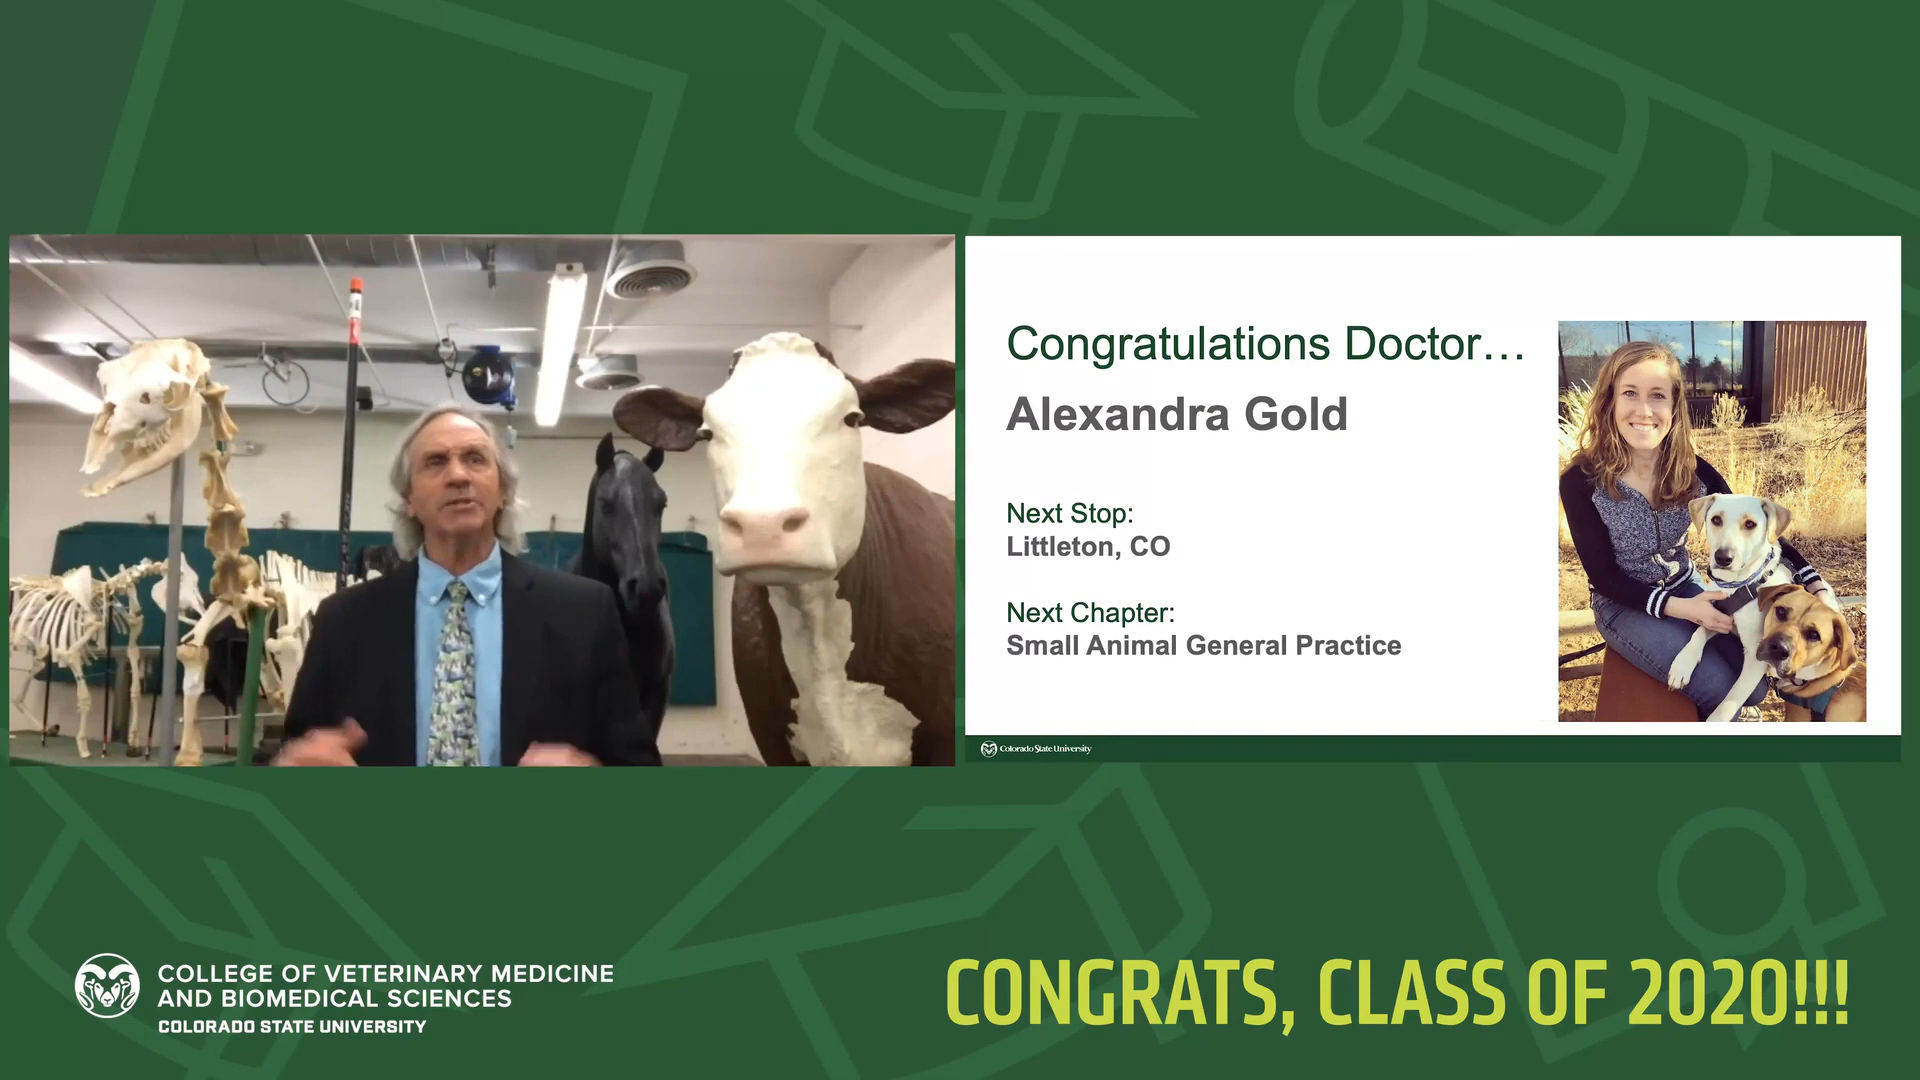 Congratulations Doctor…
Alexandra Gold
Next Stop:
Littleton, CO
Next Chapter:
Small Animal General Practice
Colorado State University
COLLEGE OF VETERINARY MEDICINE
AND BIOMEDICAL SCIENCES
COLORADO STATE UNIVERSITY
CONGRATS, CLASS OF 2020!!!